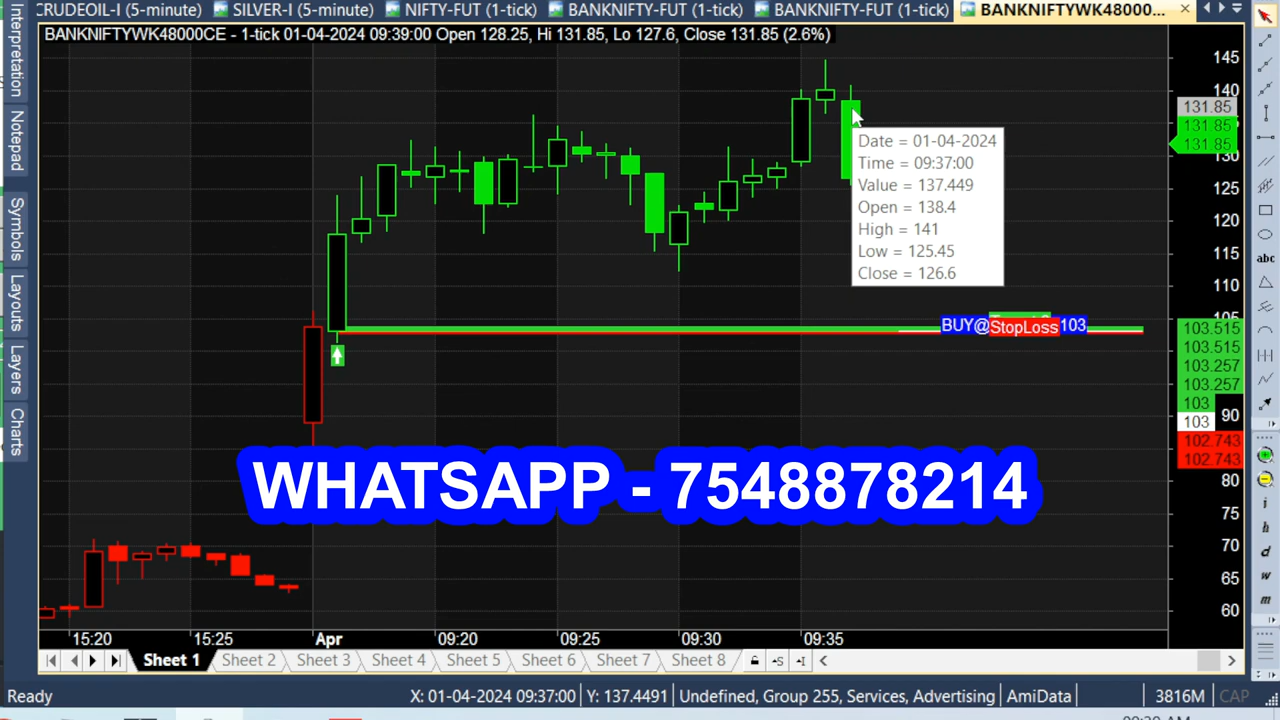 CRUDEOIL-I (5-minute) SILVER-I (5-minute) NIFTY-FUT (1-tick) BANKNIFTY-FUT (1-tick) BANKNIFTY-FUT (1-tick) BANKNIFTYWK48000...
BANKNIFTYWK48000CE - 1-tick 01-04-2024 09:39:00 Open 128.25, Hi 131.85, Lo 127.6, Close 131.85 (2.6%)
Interpretation
Notepad
Symbols
Layouts
Layers
Charts
145
140
131.85
131.85
131.85
130
125
120
115
110
105
103.515
103.515
103.257
103.257
103
90
103
102.743
102.743
80
75
70
65
60
Date = 01-04-2024
Time = 09:37:00
Value = 137.449
Open = 138.4
High = 141
Low = 125.45
Close = 126.6
BUY@ StopLoss 103
WHATSAPP - 7548878214
abc
i
h
d
w
m
15:20 15:25 Apr 09:20 09:25 09:30 09:35
Sheet 1 Sheet 2 Sheet 3 Sheet 4 Sheet 5 Sheet 6 Sheet 7 Sheet 8
Ready X: 01-04-2024 09:37:00 Y: 137.4491 Undefined, Group 255, Services, Advertising AmiData 3816M CAP